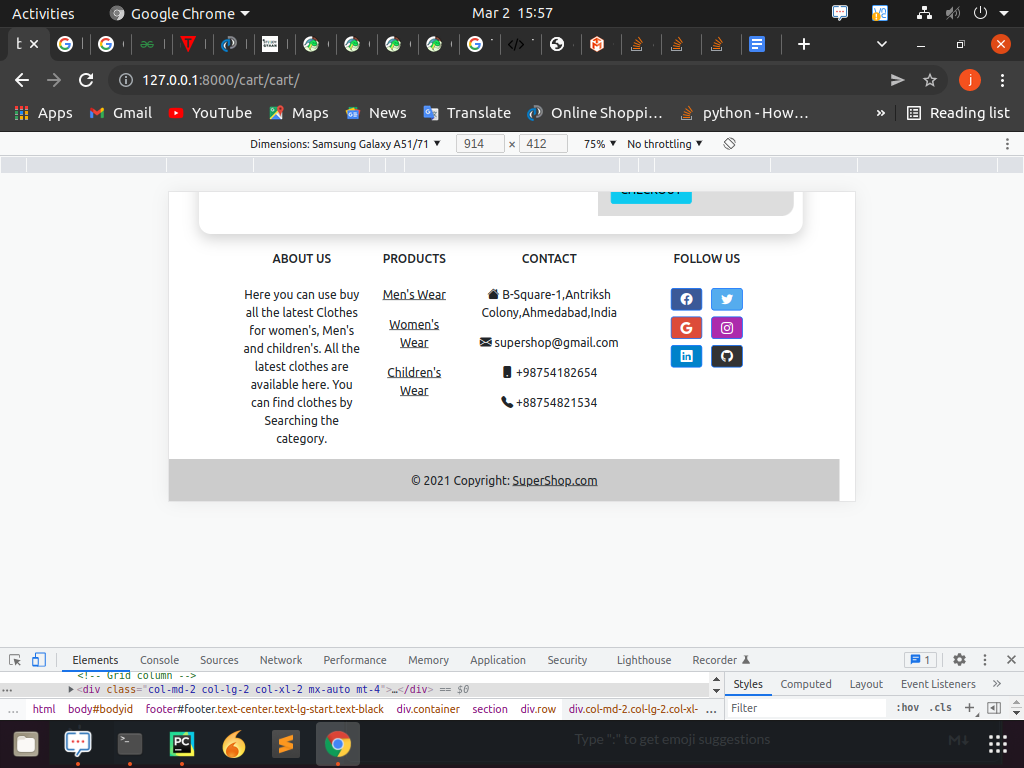 Activities
Google Chrome
Mar 2 15:57
t
127.0.0.1:8000/cart/cart/
j
Apps
Gmail
YouTube
Maps
News
Translate
Online Shoppi…
python - How…
»
Reading list
Dimensions: Samsung Galaxy A51/71
914 × 412
75%
No throttling
CHECKOUT
ABOUT US
Here you can use buy
all the latest Clothes
for women's, Men's
and children's. All the
latest clothes are
available here. You
can find clothes by
Searching the
category.
PRODUCTS
Men's Wear
Women's
Wear
Children's
Wear
CONTACT
B-Square-1,Antriksh
Colony,Ahmedabad,India
supershop@gmail.com
+98754182654
+88754821534
FOLLOW US
© 2021 Copyright: SuperShop.com
Elements
Console
Sources
Network
Performance
Memory
Application
Security
Lighthouse
Recorder
1
<!-- Grid column -->
<div class="col-md-2 col-lg-2 col-xl-2 mx-auto mt-4">…</div> == $0
… html body#bodyid footer#footer.text-center.text-lg-start.text-black div.container section div.row div.col-md-2.col-lg-2.col-xl- …
Styles
Computed
Layout
Event Listeners
»
Filter
:hov
.cls
+
Type ":" to get emoji suggestions
M↓